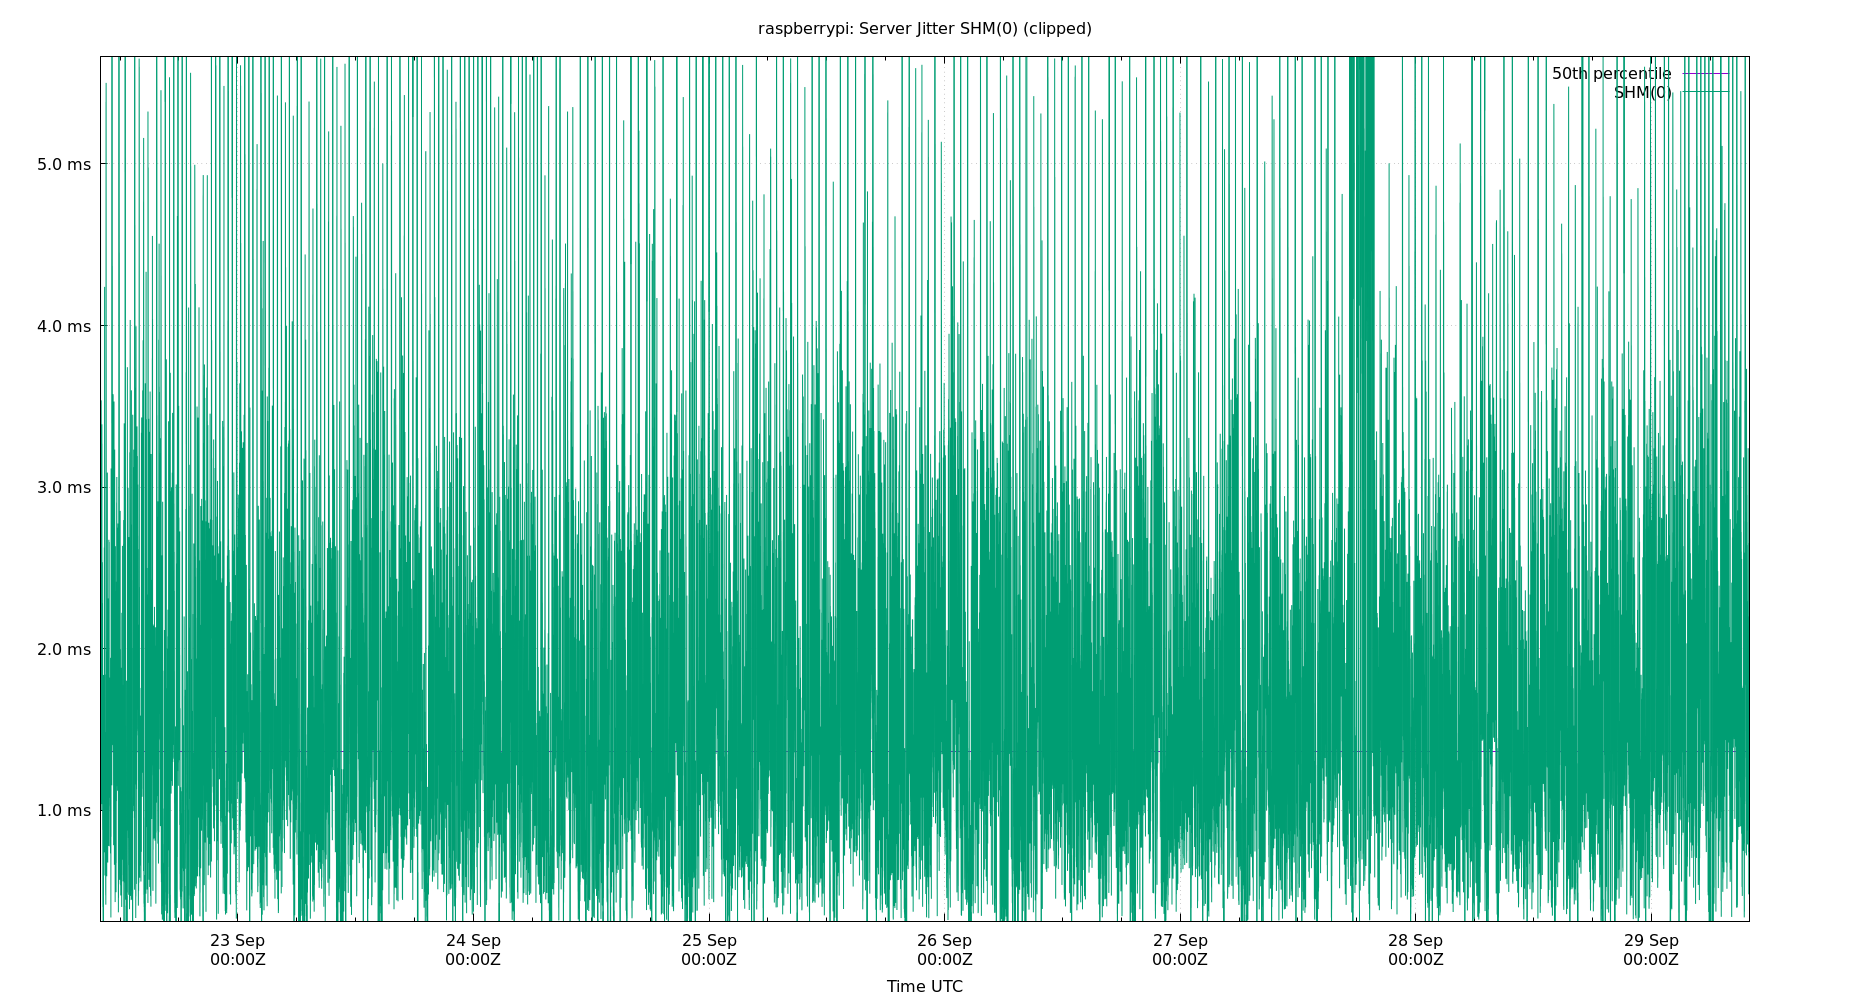 raspberrypi: Server Jitter SHM(0) (clipped)
50th percentile
SHM(0)
5.0 ms
4.0 ms
3.0 ms
2.0 ms
1.0 ms
23 Sep 24 Sep 25 Sep 26 Sep 27 Sep 28 Sep 29 Sep
00:00Z 00:00Z 00:00Z 00:00Z 00:00Z 00:00Z 00:00Z
Time UTC